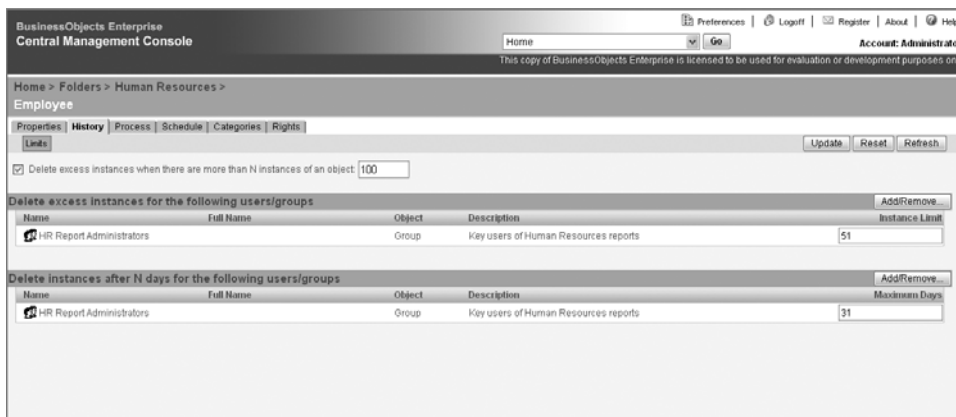 BusinessObjects Enterprise
Central Management Console
Preferences | Logoff | Register | About | Help
Home Go Account: Administrato
This copy of BusinessObjects Enterprise is licensed to be used for evaluation or development purposes on
Home > Folders > Human Resources >
Employee
Properties | History | Process | Schedule | Categories | Rights |
Limits Update Reset Refresh
Delete excess instances when there are more than N instances of an object: 100
Delete excess instances for the following users/groups Add/Remove...
Name Full Name Object Description Instance Limit
HR Report Administrators Group Key users of Human Resources reports 51
Delete instances after N days for the following users/groups Add/Remove...
Name Full Name Object Description Maximum Days
HR Report Administrators Group Key users of Human Resources reports 31